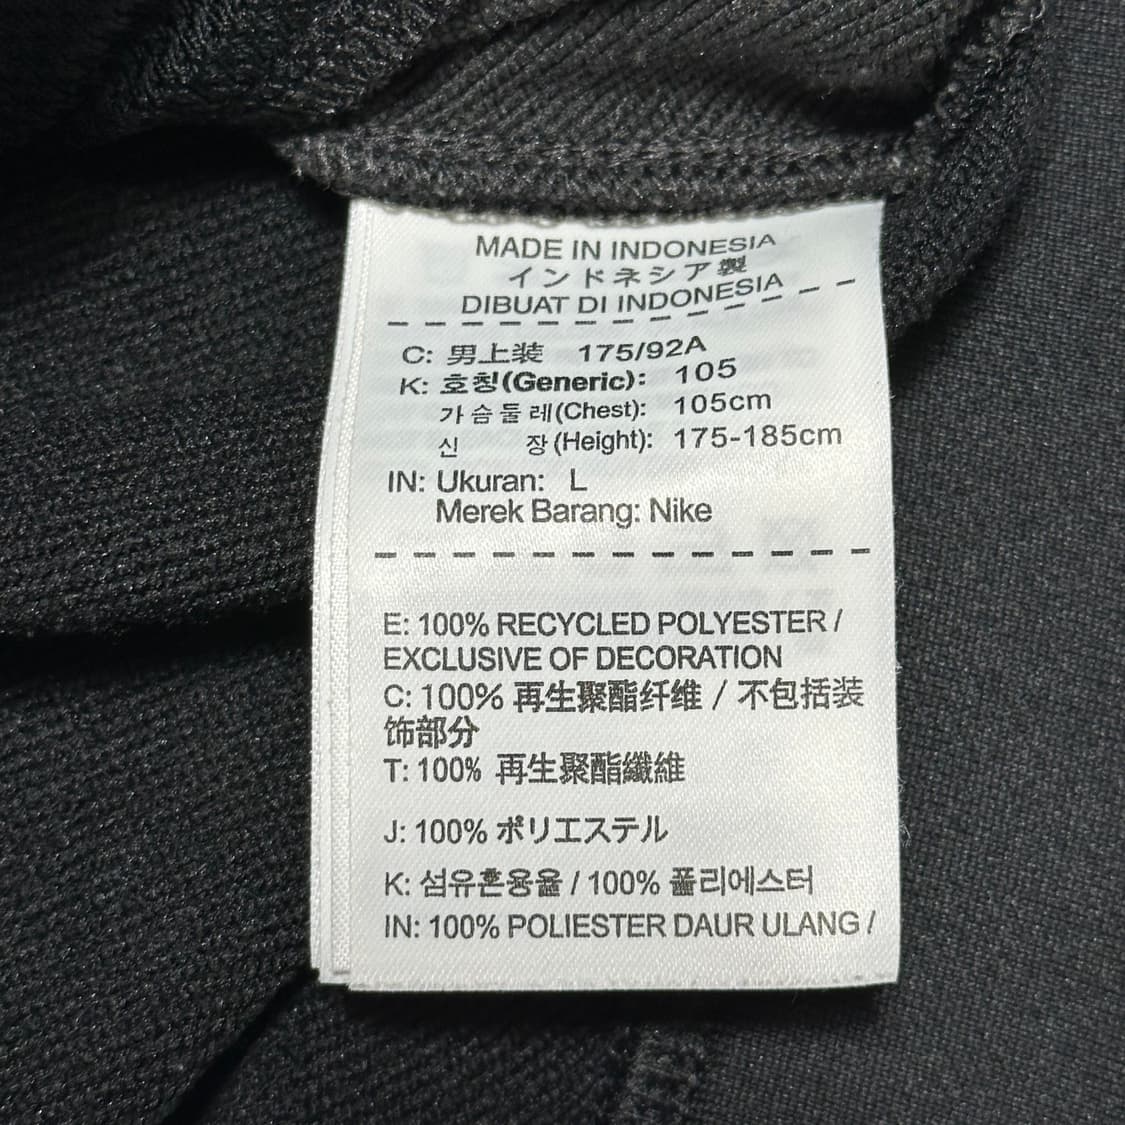 MADE IN INDONESIA
インドネシア製
DIBUAT DI INDONESIA
C: 男上装 175/92A
K: 호칭(Generic): 105
가슴둘레(Chest): 105cm
신 장(Height): 175-185cm
IN: Ukuran: L
Merek Barang: Nike
E: 100% RECYCLED POLYESTER /
EXCLUSIVE OF DECORATION
C: 100% 再生聚酯纤维 / 不包括装
饰部分
T: 100% 再生聚酯纖維
J: 100% ポリエステル
K: 섬유혼용율 / 100% 폴리에스터
IN: 100% POLIESTER DAUR ULANG /